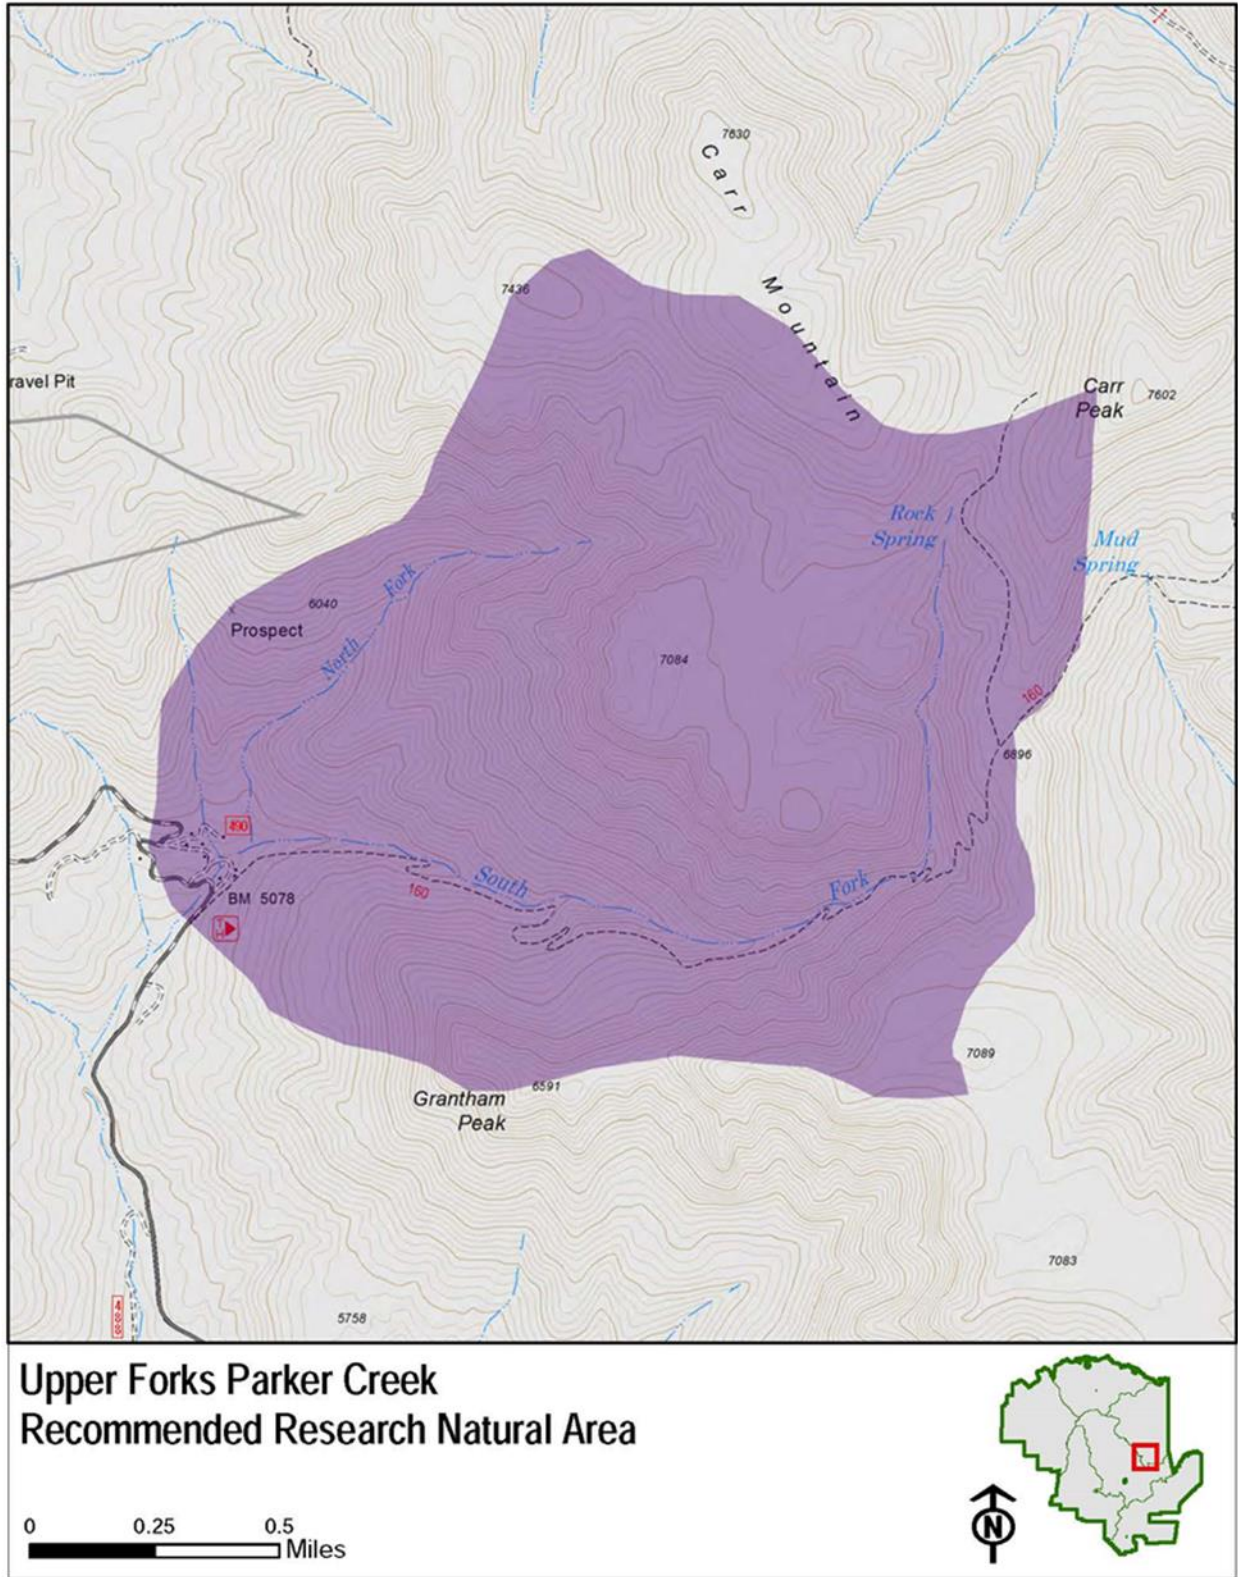 7630
Carr
Mountain
7436
ravel Pit
Carr
Peak
7602
Rock
Spring
Mud
Spring
North
Fork
6040
Prospect
7084
160
6896
490
BM 5078
160
South
Fork
T
H
7089
6591
Grantham
Peak
7083
5758
Upper Forks Parker Creek
Recommended Research Natural Area
0 0.25 0.5
Miles
N